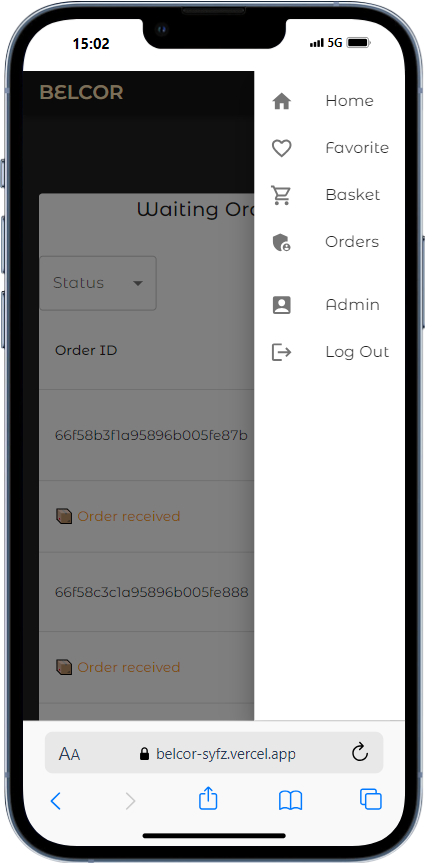 15:02
5G
BELCOR
Home
Favorite
Basket
Orders
Admin
Log Out
Waiting Or
Status
Order ID
66f58b3f1a95896b005fe87b
Order received
66f58c3c1a95896b005fe888
Order received
AA
belcor-syfz.vercel.app